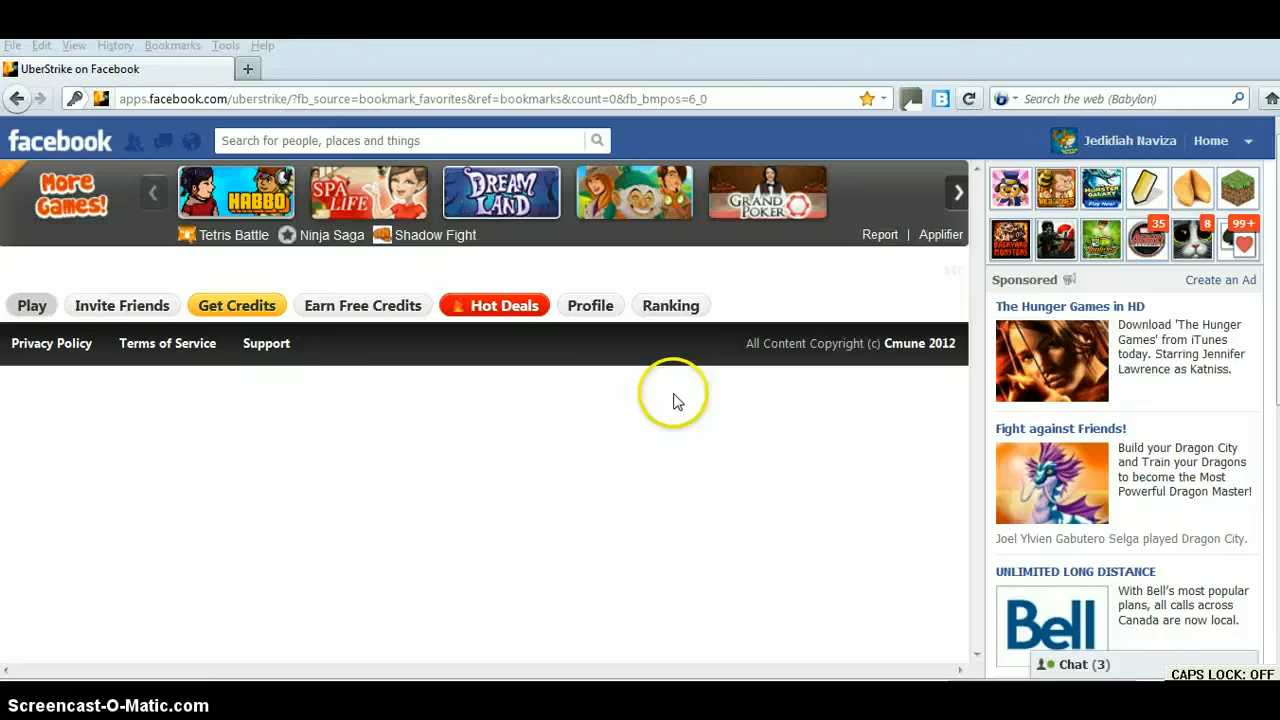 File Edit View History Bookmarks Tools Help
UberStrike on Facebook
apps.facebook.com/uberstrike/?fb_source=bookmark_favorites&ref=bookmarks&count=0&fb_bmpos=6_0
Search the web (Babylon)
facebook
Search for people, places and things
Jedidiah Naviza Home
More Games!
HABBO
SPA LIFE
DREAM LAND
GRAND POKER
Tetris Battle Ninja Saga Shadow Fight
Report | Applifier
Play Invite Friends Get Credits Earn Free Credits Hot Deals Profile Ranking
Privacy Policy Terms of Service Support
All Content Copyright (c) Cmune 2012
35 8 99+
Sponsored Create an Ad
The Hunger Games in HD
Download 'The Hunger
Games' from iTunes
today. Starring Jennifer
Lawrence as Katniss.
Fight against Friends!
Build your Dragon City
and Train your Dragons
to become the Most
Powerful Dragon Master!
Joel Ylvien Gabutero Selga played Dragon City.
UNLIMITED LONG DISTANCE
Bell
With Bell's most popular
plans, all calls across
Canada are now local.
Chat (3)
CAPS LOCK: OFF
Screencast-O-Matic.com